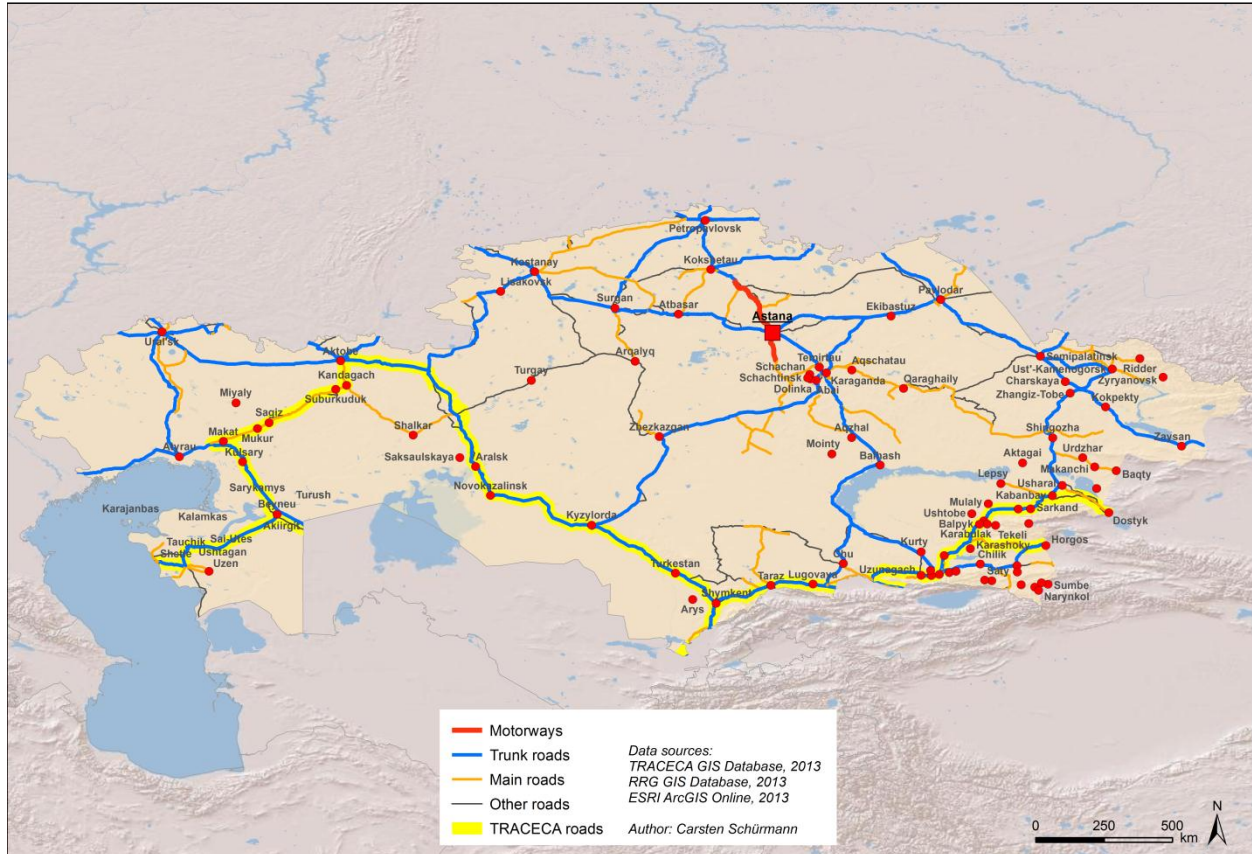 Petropavlovsk
Kostanay
Kokshetau
Lisakovsk
Surgan
Atbasar
Pavlodar
Ekibastuz
Astana
Ural'sk
Aktobe
Arqalyq
Temirtau
Schachan
Aqschatau
Semipalatinsk
Schachtinsk
Karaganda
Ust'-Kamenogorsk
Ridder
Dolinka
Abai
Charskaya
Zyryanovsk
Kandagach
Turgay
Qaraghaily
Zhangiz-Tobe
Suburkuduk
Kokpekty
Miyaly
Sagiz
Shalkar
Zhezkazgan
Aqzhal
Shingozha
Makat
Mukur
Mointy
Zaysan
Atyrau
Kulsary
Saksaulskaya
Aralsk
Balhash
Aktagai
Urdzhar
Makanchi
Baqty
Sarykamys
Novokazalinsk
Lepsy
Usharal
Turush
Kabanbay
Karajanbas
Beyneu
Mulaly
Sarkand
Kalamkas
Akjirgit
Kyzylorda
Ushtobe
Dostyk
Balpyk
Tekeli
Tauchik
Sai-Utes
Kurty
Karabulak
Horgos
Shetle
Ushtagan
Chu
Karashoky
Uzen
Turkestan
Uzunagach
Chilik
Taraz
Lugovaya
Saty
Shymkent
Sumbe
Arys
Narynkol
Motorways
Trunk roads
Main roads
Other roads
TRACECA roads
Data sources:
TRACECA GIS Database, 2013
RRG GIS Database, 2013
ESRI ArcGIS Online, 2013
Author: Carsten Schürmann
N
0 250 500
km